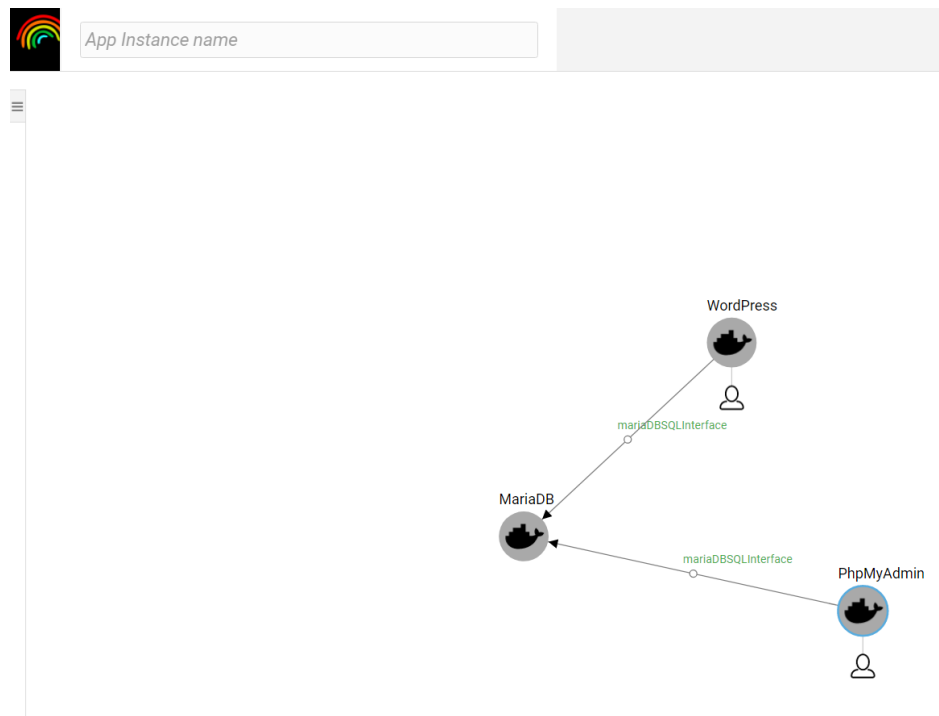 App Instance name
WordPress
mariaDBSQLInterface
MariaDB
mariaDBSQLInterface
PhpMyAdmin